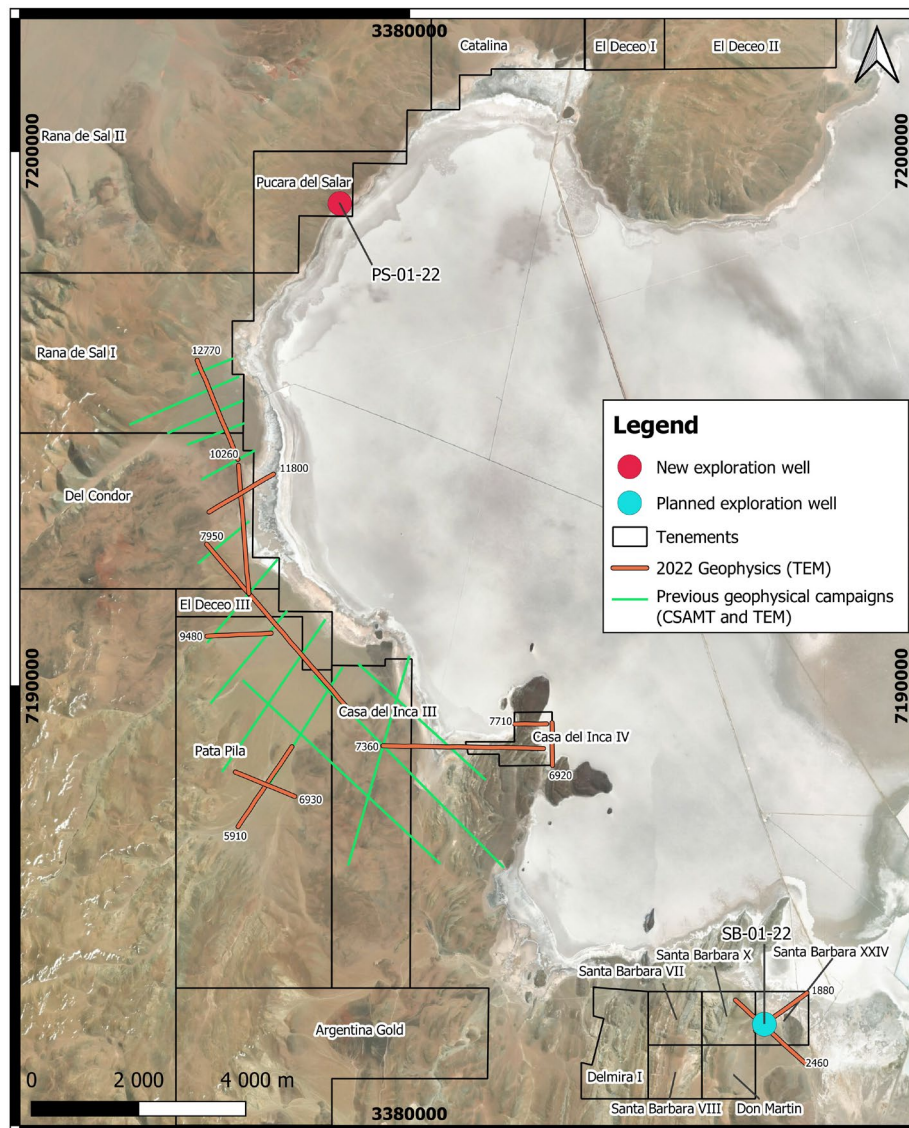 3380000
Catalina
El Deceo I
El Deceo II
Rana de Sal II
7200000
7200000
Pucara del Salar
PS-01-22
Rana de Sal I
12770
Legend
New exploration well
Planned exploration well
Tenements
2022 Geophysics (TEM)
Previous geophysical campaigns
(CSAMT and TEM)
10260
11800
Del Condor
7950
El Deceo III
9480
7190000
7190000
Casa del Inca III
7710
Casa del Inca IV
7360
Pata Pila
6920
6930
5910
SB-01-22
Santa Barbara X
Santa Barbara XXIV
Santa Barbara VII
1880
Argentina Gold
2460
Delmira I
0
2 000
4 000 m
Santa Barbara VIII
Don Martin
3380000